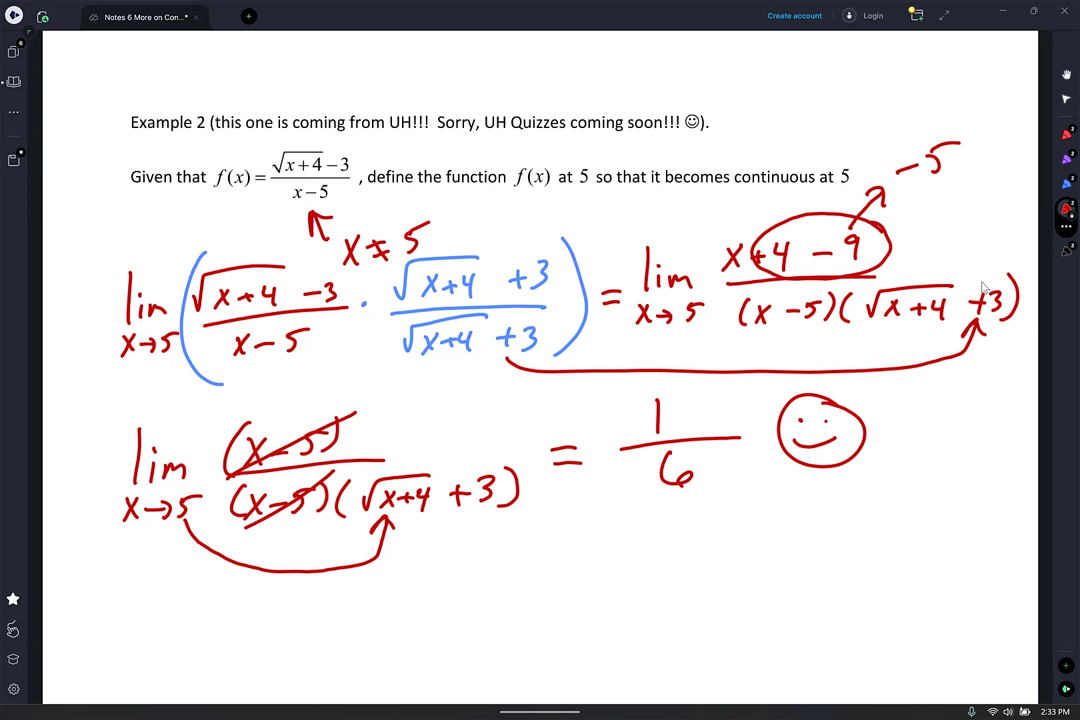 Notes 6 More on Con...* ×
Create account Login
Example 2 (this one is coming from UH!!! Sorry, UH Quizzes coming soon!!! ☺).
Given that f(x) = (√(x+4) − 3)/(x − 5) , define the function f(x) at 5 so that it becomes continuous at 5
−5
x ≠ 5
lim x→5 ( (√(x+4) − 3)/(x − 5) · (√(x+4) + 3)/(√(x+4) + 3) ) = lim x→5 (x + 4 − 9)/((x − 5)(√(x+4) + 3))
lim x→5 (x − 5)/((x − 5)(√(x+4) + 3)) = 1/6
2:33 PM